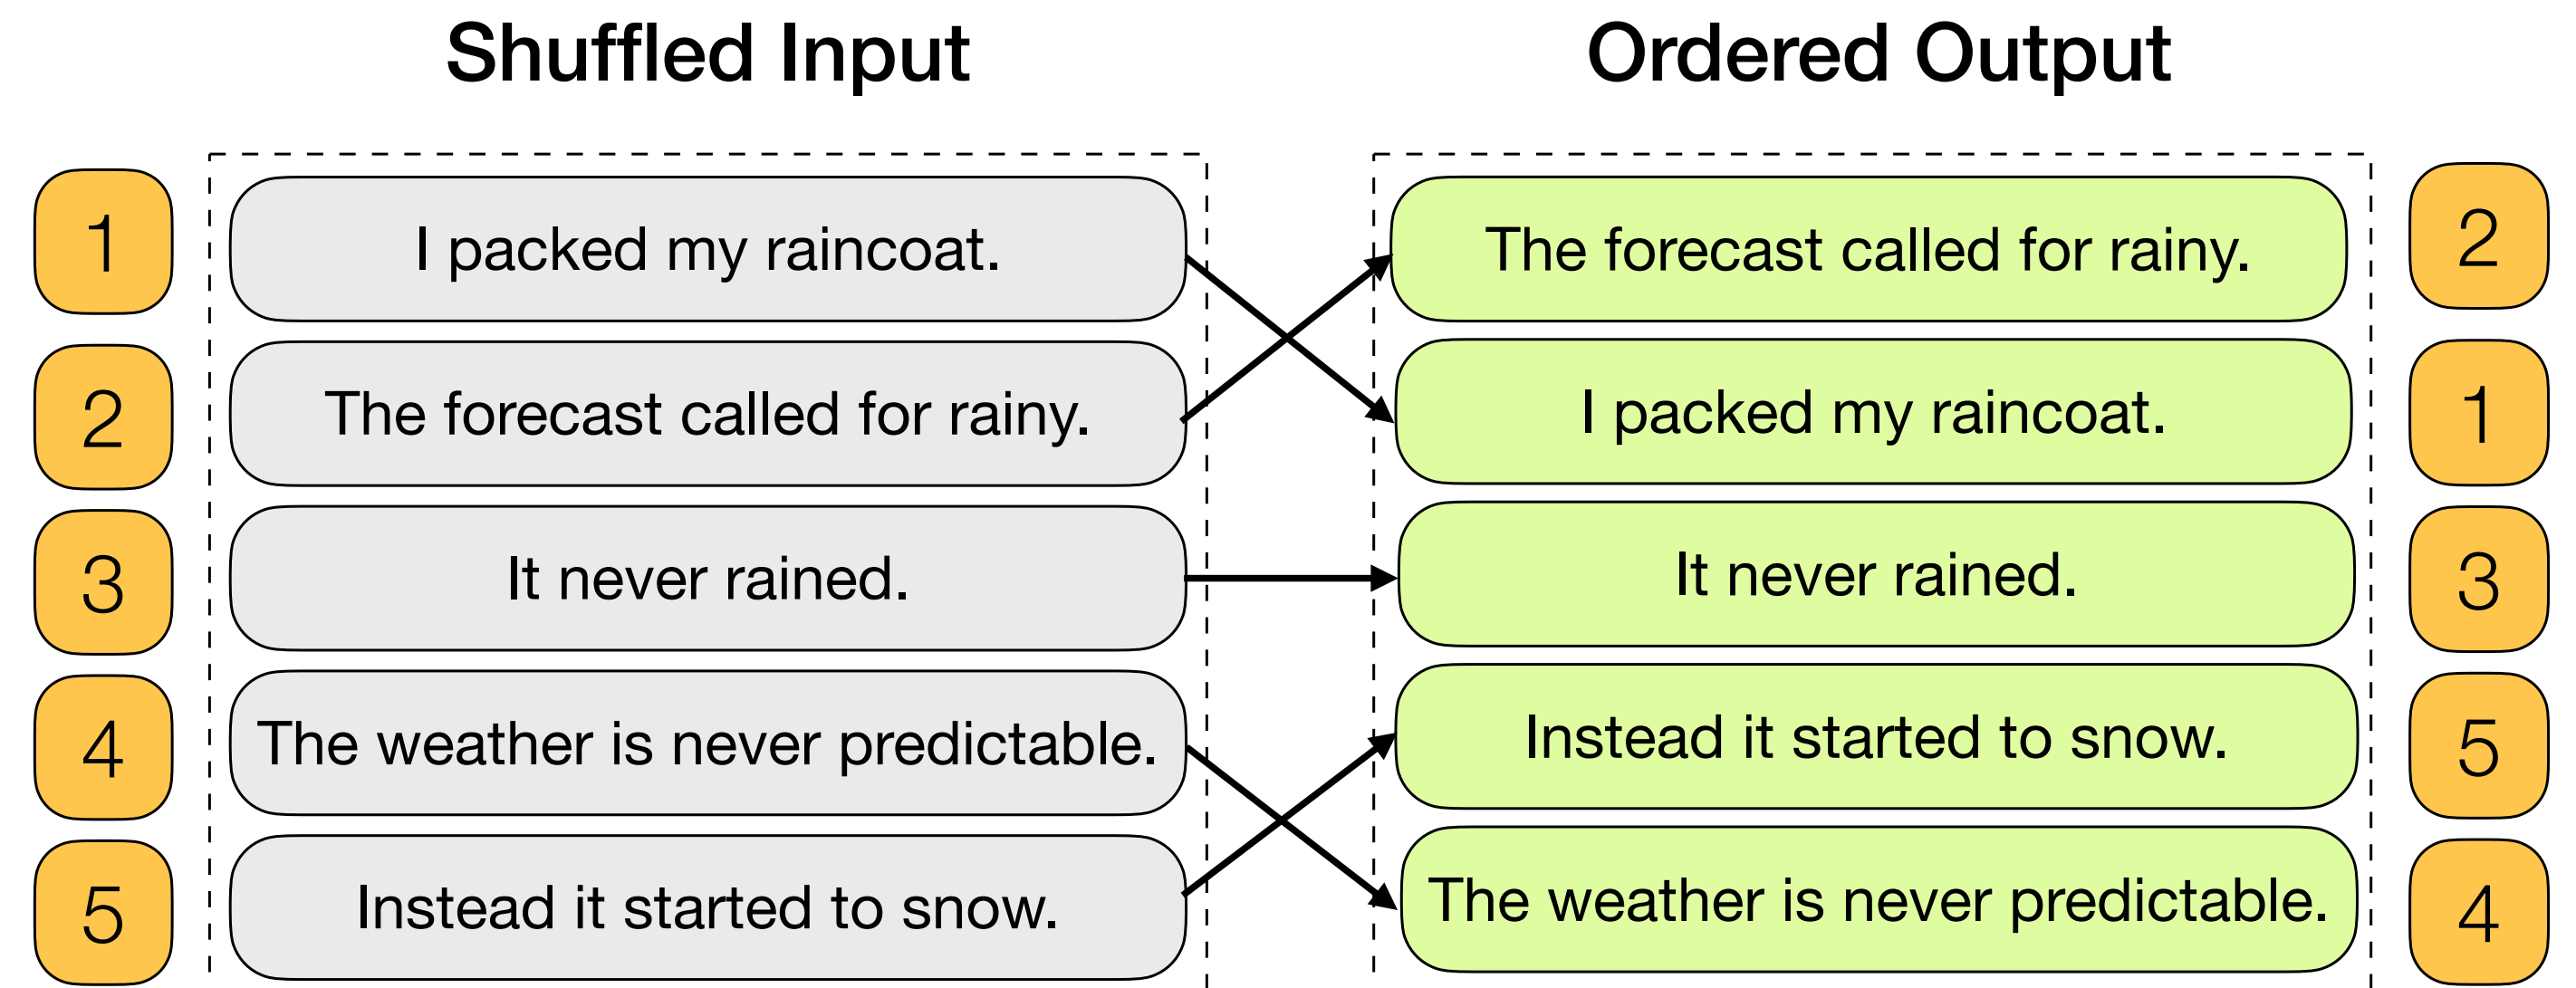 Shuffled Input
Ordered Output
1
I packed my raincoat.
The forecast called for rainy.
2
2
The forecast called for rainy.
I packed my raincoat.
1
3
It never rained.
It never rained.
3
4
The weather is never predictable.
Instead it started to snow.
5
5
Instead it started to snow.
The weather is never predictable.
4